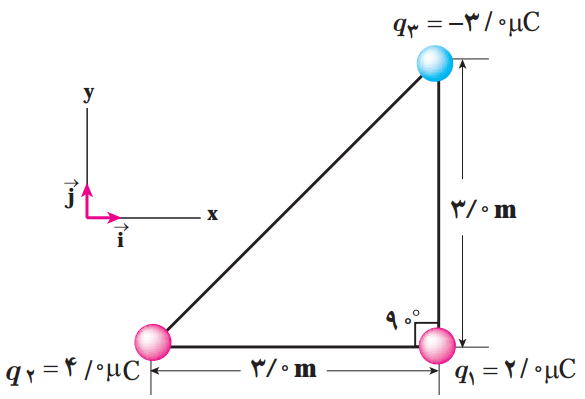 q۳ = −۳/۰μC
y
j
i
x
۳/۰ m
۹۰°
q۲ = ۴/۰μC
۳/۰ m
q۱ = ۲/۰μC